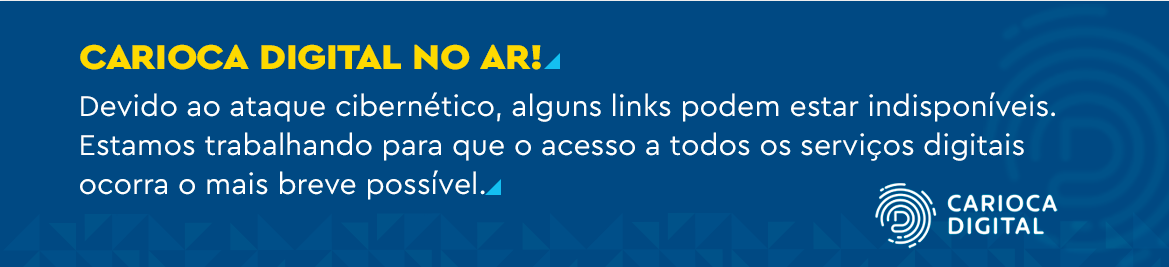 CARIOCA DIGITAL NO AR!
Devido ao ataque cibernético, alguns links podem estar indisponíveis.
Estamos trabalhando para que o acesso a todos os serviços digitais
ocorra o mais breve possível.
CARIOCA
DIGITAL